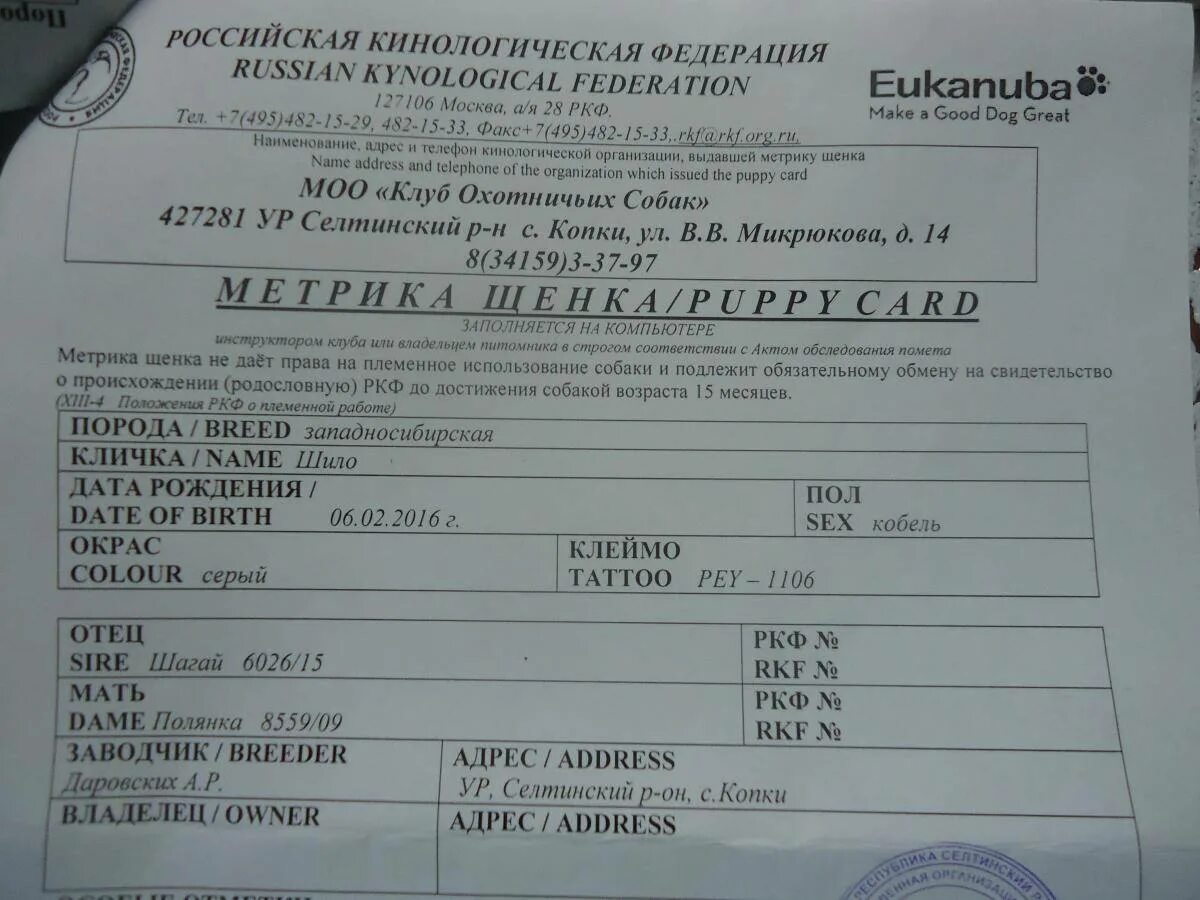 РОССИЙСКАЯ КИНОЛОГИЧЕСКАЯ ФЕДЕРАЦИЯ
RUSSIAN KYNOLOGICAL FEDERATION
127106 Москва, а/я 28 РКФ.
Тел. +7(495)482-15-29, 482-15-33, Факс+7(495)482-15-33,.rkf@rkf.org.ru,
Eukanuba
Make a Good Dog Great
Наименование, адрес и телефон кинологической организации, выдавшей метрику щенка
Name address and telephone of the organization which issued the puppy card
МОО «Клуб Охотничьих Собак»
427281 УР Селтинский р-н с. Копки, ул. В.В. Микрюкова, д. 14
8(34159)3-37-97
МЕТРИКА ЩЕНКА/PUPPY CARD
ЗАПОЛНЯЕТСЯ НА КОМПЬЮТЕРЕ
инструктором клуба или владельцем питомника в строгом соответствии с Актом обследования помета
Метрика щенка не даёт права на племенное использование собаки и подлежит обязательному обмену на свидетельство
о происхождении (родословную) РКФ до достижения собакой возраста 15 месяцев.
(XIII-4 Положения РКФ о племенной работе)
ПОРОДА / BREED западносибирская
КЛИЧКА / NAME Шило
ДАТА РОЖДЕНИЯ /
DATE OF BIRTH 06.02.2016 г.
ПОЛ
SEX кобель
ОКРАС
COLOUR серый
КЛЕЙМО
TATTOO PEY – 1106
ОТЕЦ
SIRE Шагай 6026/15
РКФ №
RKF №
МАТЬ
DAME Полянка 8559/09
РКФ №
RKF №
ЗАВОДЧИК / BREEDER
Даровских А.Р.
АДРЕС / ADDRESS
УР, Селтинский р-он, с.Копки
ВЛАДЕЛЕЦ / OWNER
АДРЕС / ADDRESS
РЕСПУБЛИКА СЕЛТИНСКИЙ